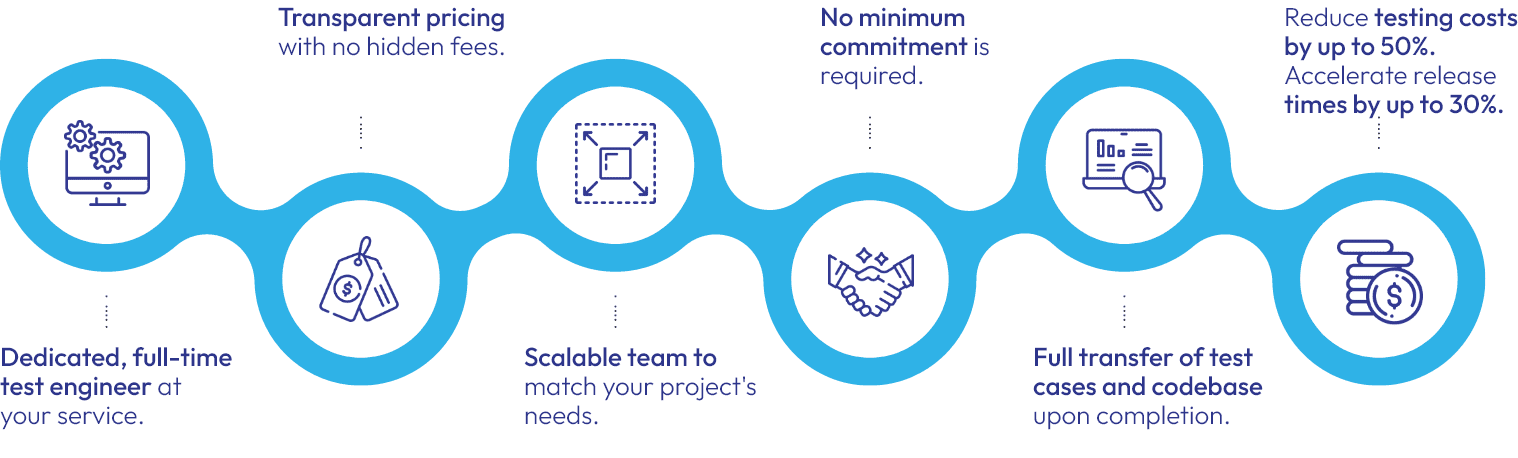 Dedicated, full-time
test engineer at
your service.
Transparent pricing
with no hidden fees.
Scalable team to
match your project's
needs.
No minimum
commitment is
required.
Full transfer of test
cases and codebase
upon completion.
Reduce testing costs
by up to 50%.
Accelerate release
times by up to 30%.
$
$